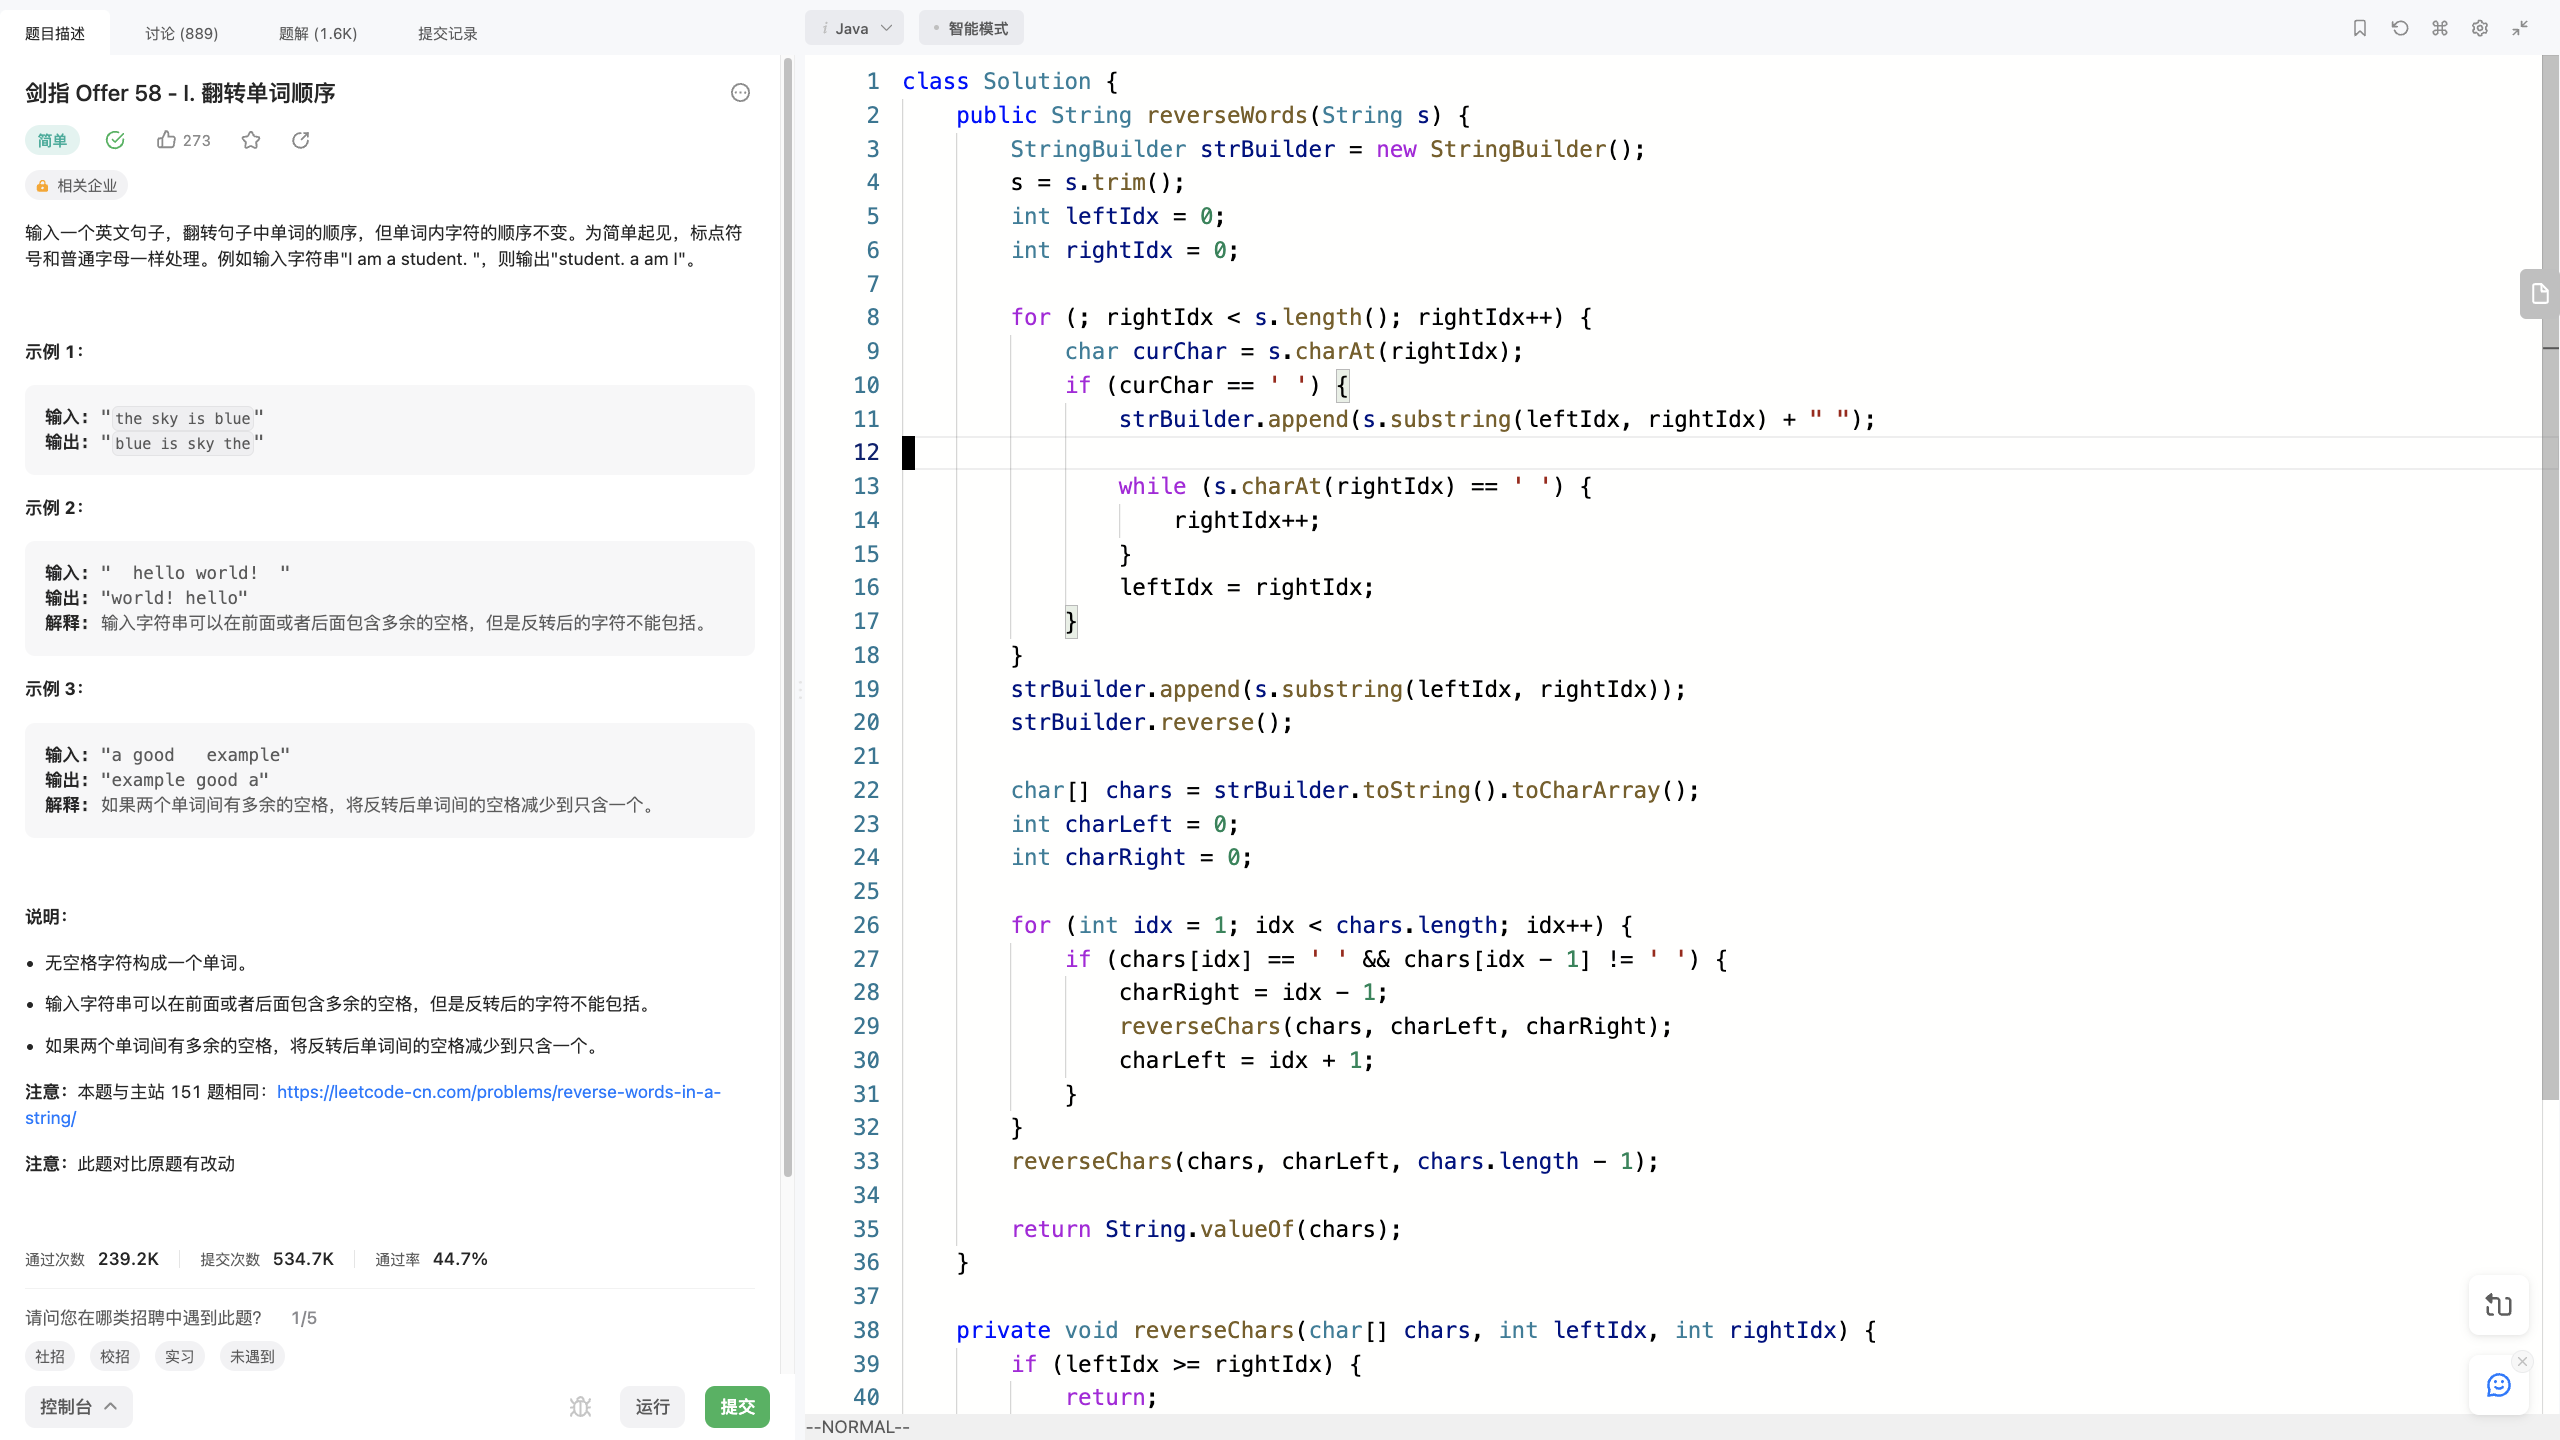 题目描述 讨论 (889) 题解 (1.6K) 提交记录
剑指 Offer 58 - I. 翻转单词顺序
简单 273
相关企业
输入一个英文句子，翻转句子中单词的顺序，但单词内字符的顺序不变。为简单起见，标点符
号和普通字母一样处理。例如输入字符串"I am a student. "，则输出"student. a am I"。
示例 1：
输入: "the sky is blue"
输出: "blue is sky the"
示例 2：
输入: "  hello world!  "
输出: "world! hello"
解释: 输入字符串可以在前面或者后面包含多余的空格，但是反转后的字符不能包括。
示例 3：
输入: "a good   example"
输出: "example good a"
解释: 如果两个单词间有多余的空格，将反转后单词间的空格减少到只含一个。
说明：
• 无空格字符构成一个单词。
• 输入字符串可以在前面或者后面包含多余的空格，但是反转后的字符不能包括。
• 如果两个单词间有多余的空格，将反转后单词间的空格减少到只含一个。
注意：本题与主站 151 题相同：https://leetcode-cn.com/problems/reverse-words-in-a-
string/
注意：此题对比原题有改动
通过次数 239.2K 提交次数 534.7K 通过率 44.7%
请问您在哪类招聘中遇到此题？ 1/5
社招 校招 实习 未遇到
控制台 运行 提交
i Java 智能模式
1 class Solution {
2     public String reverseWords(String s) {
3         StringBuilder strBuilder = new StringBuilder();
4         s = s.trim();
5         int leftIdx = 0;
6         int rightIdx = 0;
7
8         for (; rightIdx < s.length(); rightIdx++) {
9             char curChar = s.charAt(rightIdx);
10             if (curChar == ' ') {
11                 strBuilder.append(s.substring(leftIdx, rightIdx) + " ");
12
13                 while (s.charAt(rightIdx) == ' ') {
14                     rightIdx++;
15                 }
16                 leftIdx = rightIdx;
17             }
18         }
19         strBuilder.append(s.substring(leftIdx, rightIdx));
20         strBuilder.reverse();
21
22         char[] chars = strBuilder.toString().toCharArray();
23         int charLeft = 0;
24         int charRight = 0;
25
26         for (int idx = 1; idx < chars.length; idx++) {
27             if (chars[idx] == ' ' && chars[idx - 1] != ' ') {
28                 charRight = idx - 1;
29                 reverseChars(chars, charLeft, charRight);
30                 charLeft = idx + 1;
31             }
32         }
33         reverseChars(chars, charLeft, chars.length - 1);
34
35         return String.valueOf(chars);
36     }
37
38     private void reverseChars(char[] chars, int leftIdx, int rightIdx) {
39         if (leftIdx >= rightIdx) {
40             return;
--NORMAL--